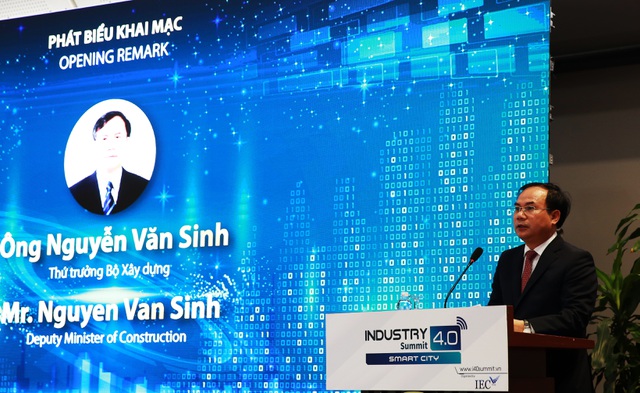 PHÁT BIỂU KHAI MẠC
OPENING REMARK
Ông Nguyễn Văn Sinh
Thứ trưởng Bộ Xây dựng
Mr. Nguyen Van Sinh
Deputy Minister of Construction
INDUSTRY 4.0
Summit
SMART CITY
www.i40summit.vn
IEC